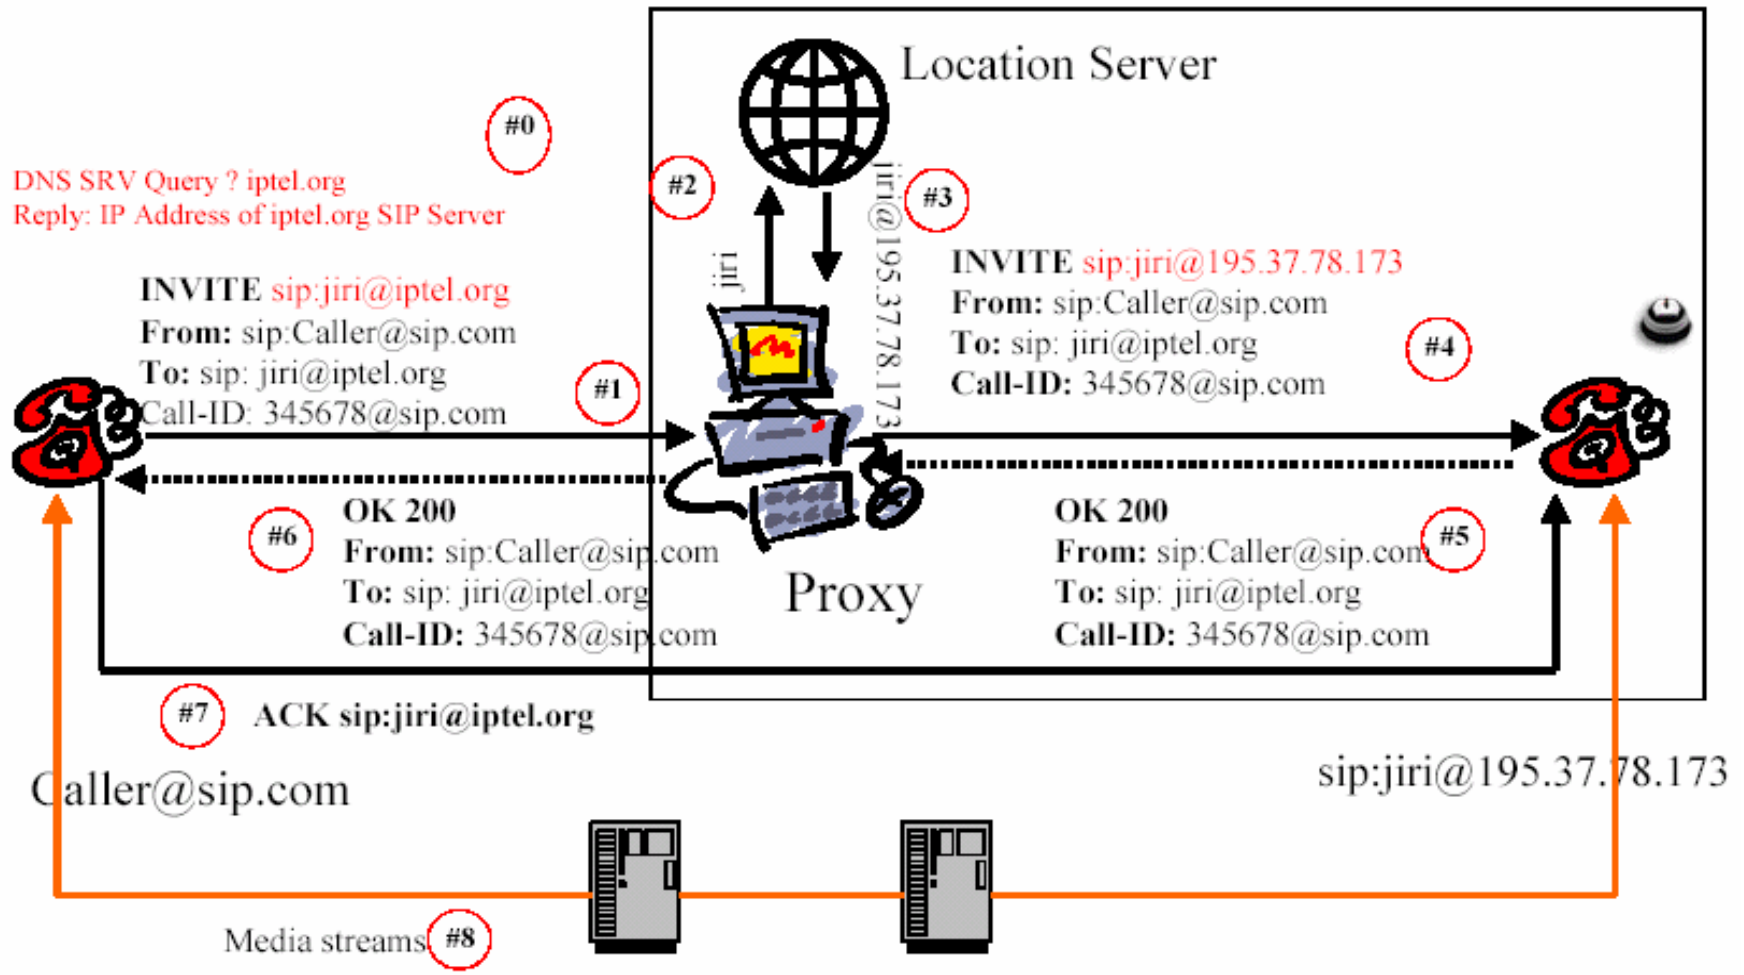 Location Server
#0
DNS SRV Query ? iptel.org
Reply: IP Address of iptel.org SIP Server
#2
#3
jiri
jiri@195.37.78.173
INVITE sip:jiri@iptel.org
From: sip:Caller@sip.com
To: sip: jiri@iptel.org
Call-ID: 345678@sip.com
#1
INVITE sip:jiri@195.37.78.173
From: sip:Caller@sip.com
To: sip: jiri@iptel.org
Call-ID: 345678@sip.com
#4
#6
OK 200
From: sip:Caller@sip.com
To: sip: jiri@iptel.org
Call-ID: 345678@sip.com
Proxy
OK 200
From: sip:Caller@sip.com
To: sip: jiri@iptel.org
Call-ID: 345678@sip.com
#5
#7
ACK sip:jiri@iptel.org
Caller@sip.com
sip:jiri@195.37.78.173
Media streams
#8